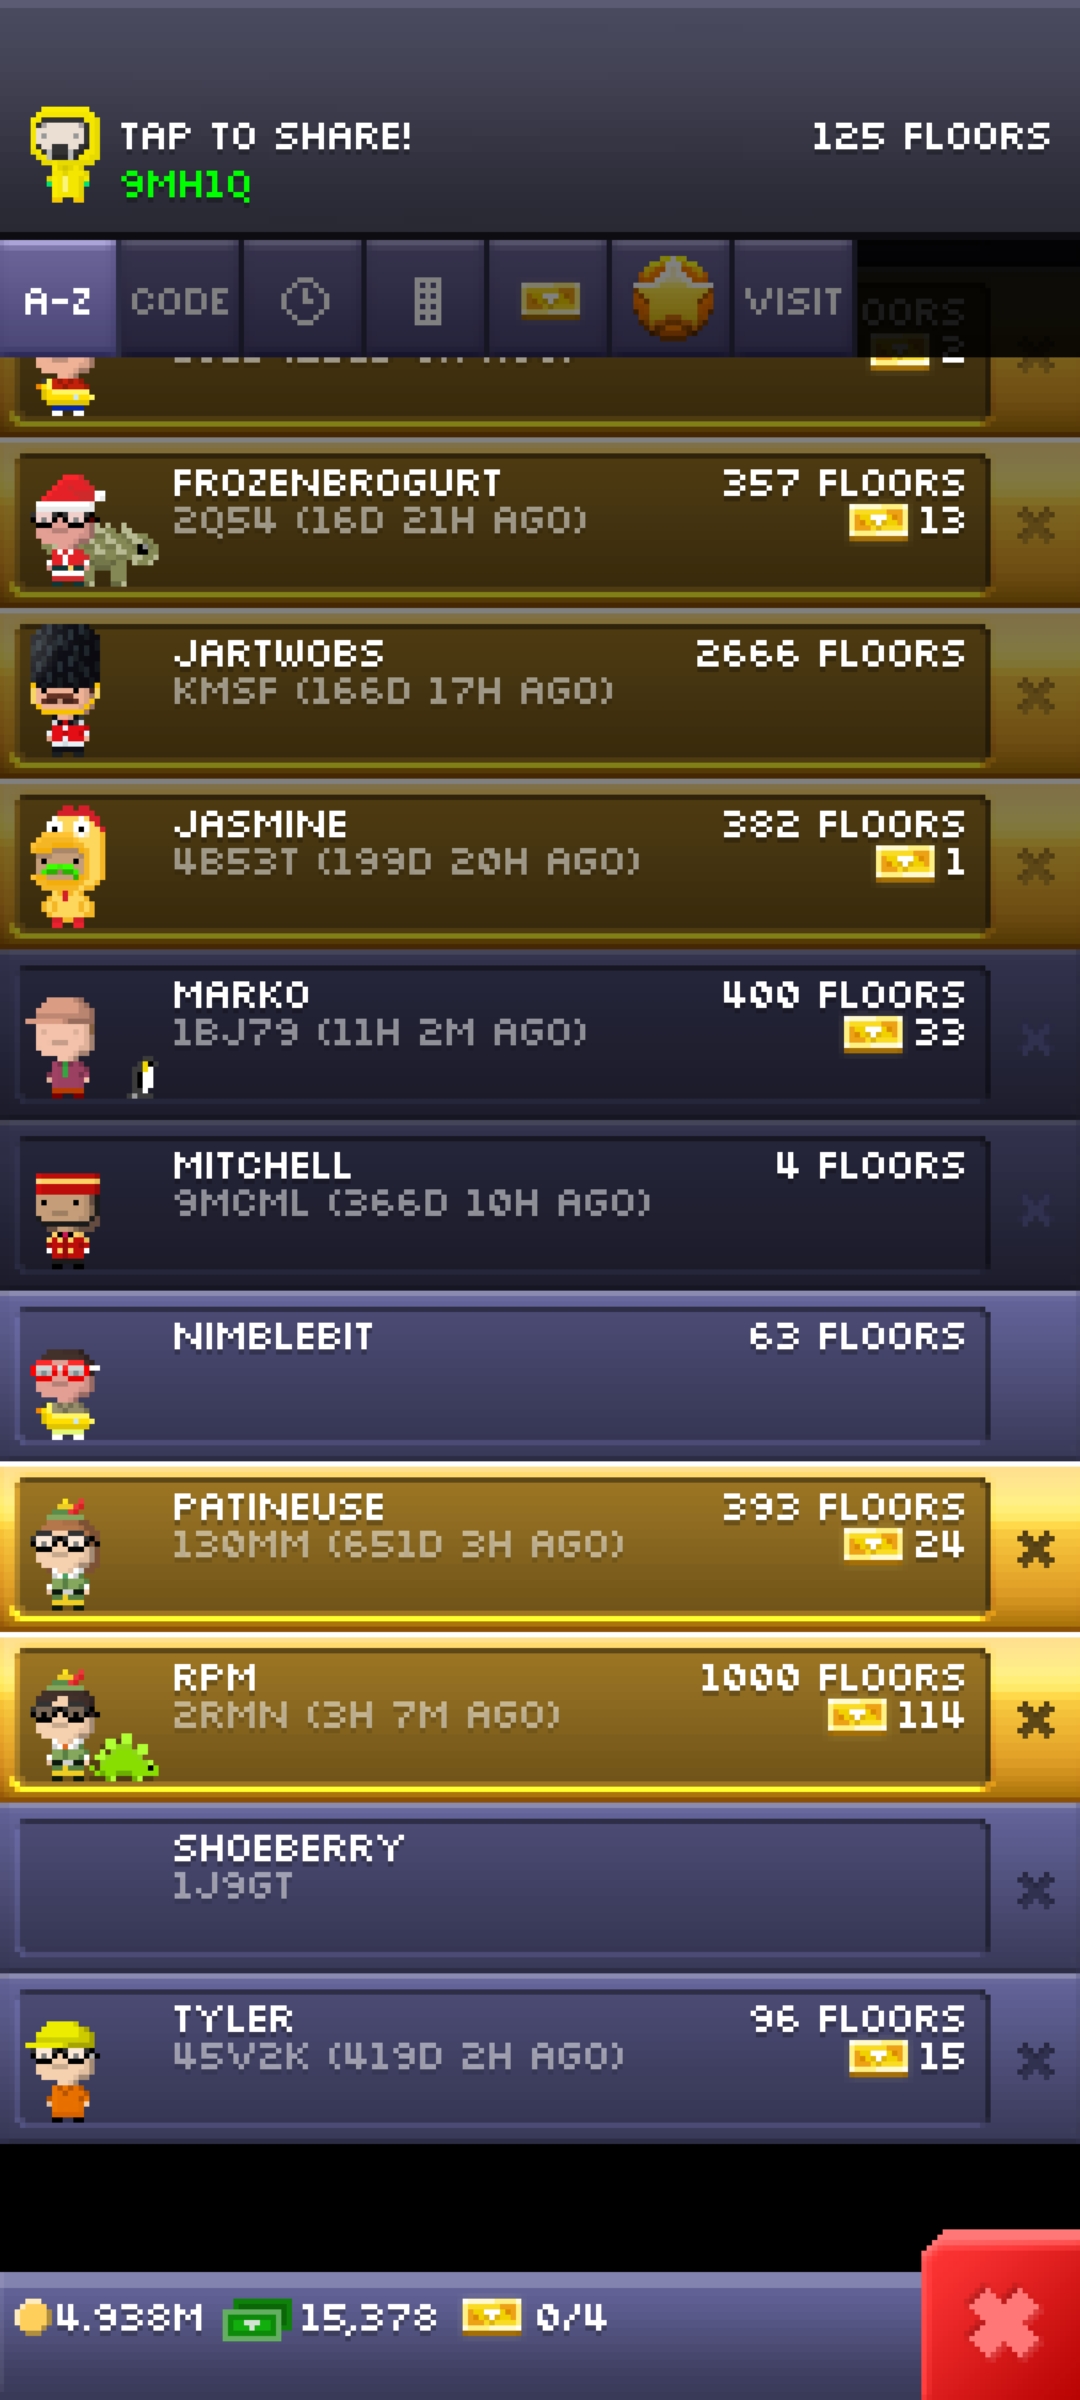 TAP TO SHARE!
125 FLOORS
9MH1Q
A-Z
CODE
VISIT
FROZENBROGURT
357 FLOORS
2Q54 (16D 21H AGO)
13
JARTWOBS
2666 FLOORS
KMSF (166D 17H AGO)
JASMINE
382 FLOORS
4B53T (199D 20H AGO)
1
MARKO
400 FLOORS
1BJ79 (11H 2M AGO)
33
MITCHELL
4 FLOORS
9MCML (366D 10H AGO)
NIMBLEBIT
63 FLOORS
PATINEUSE
393 FLOORS
130MM (651D 3H AGO)
24
RPM
1000 FLOORS
2RMN (3H 7M AGO)
114
SHOEBERRY
1J9GT
TYLER
96 FLOORS
45V2K (419D 2H AGO)
15
4.938M
15,378
0/4